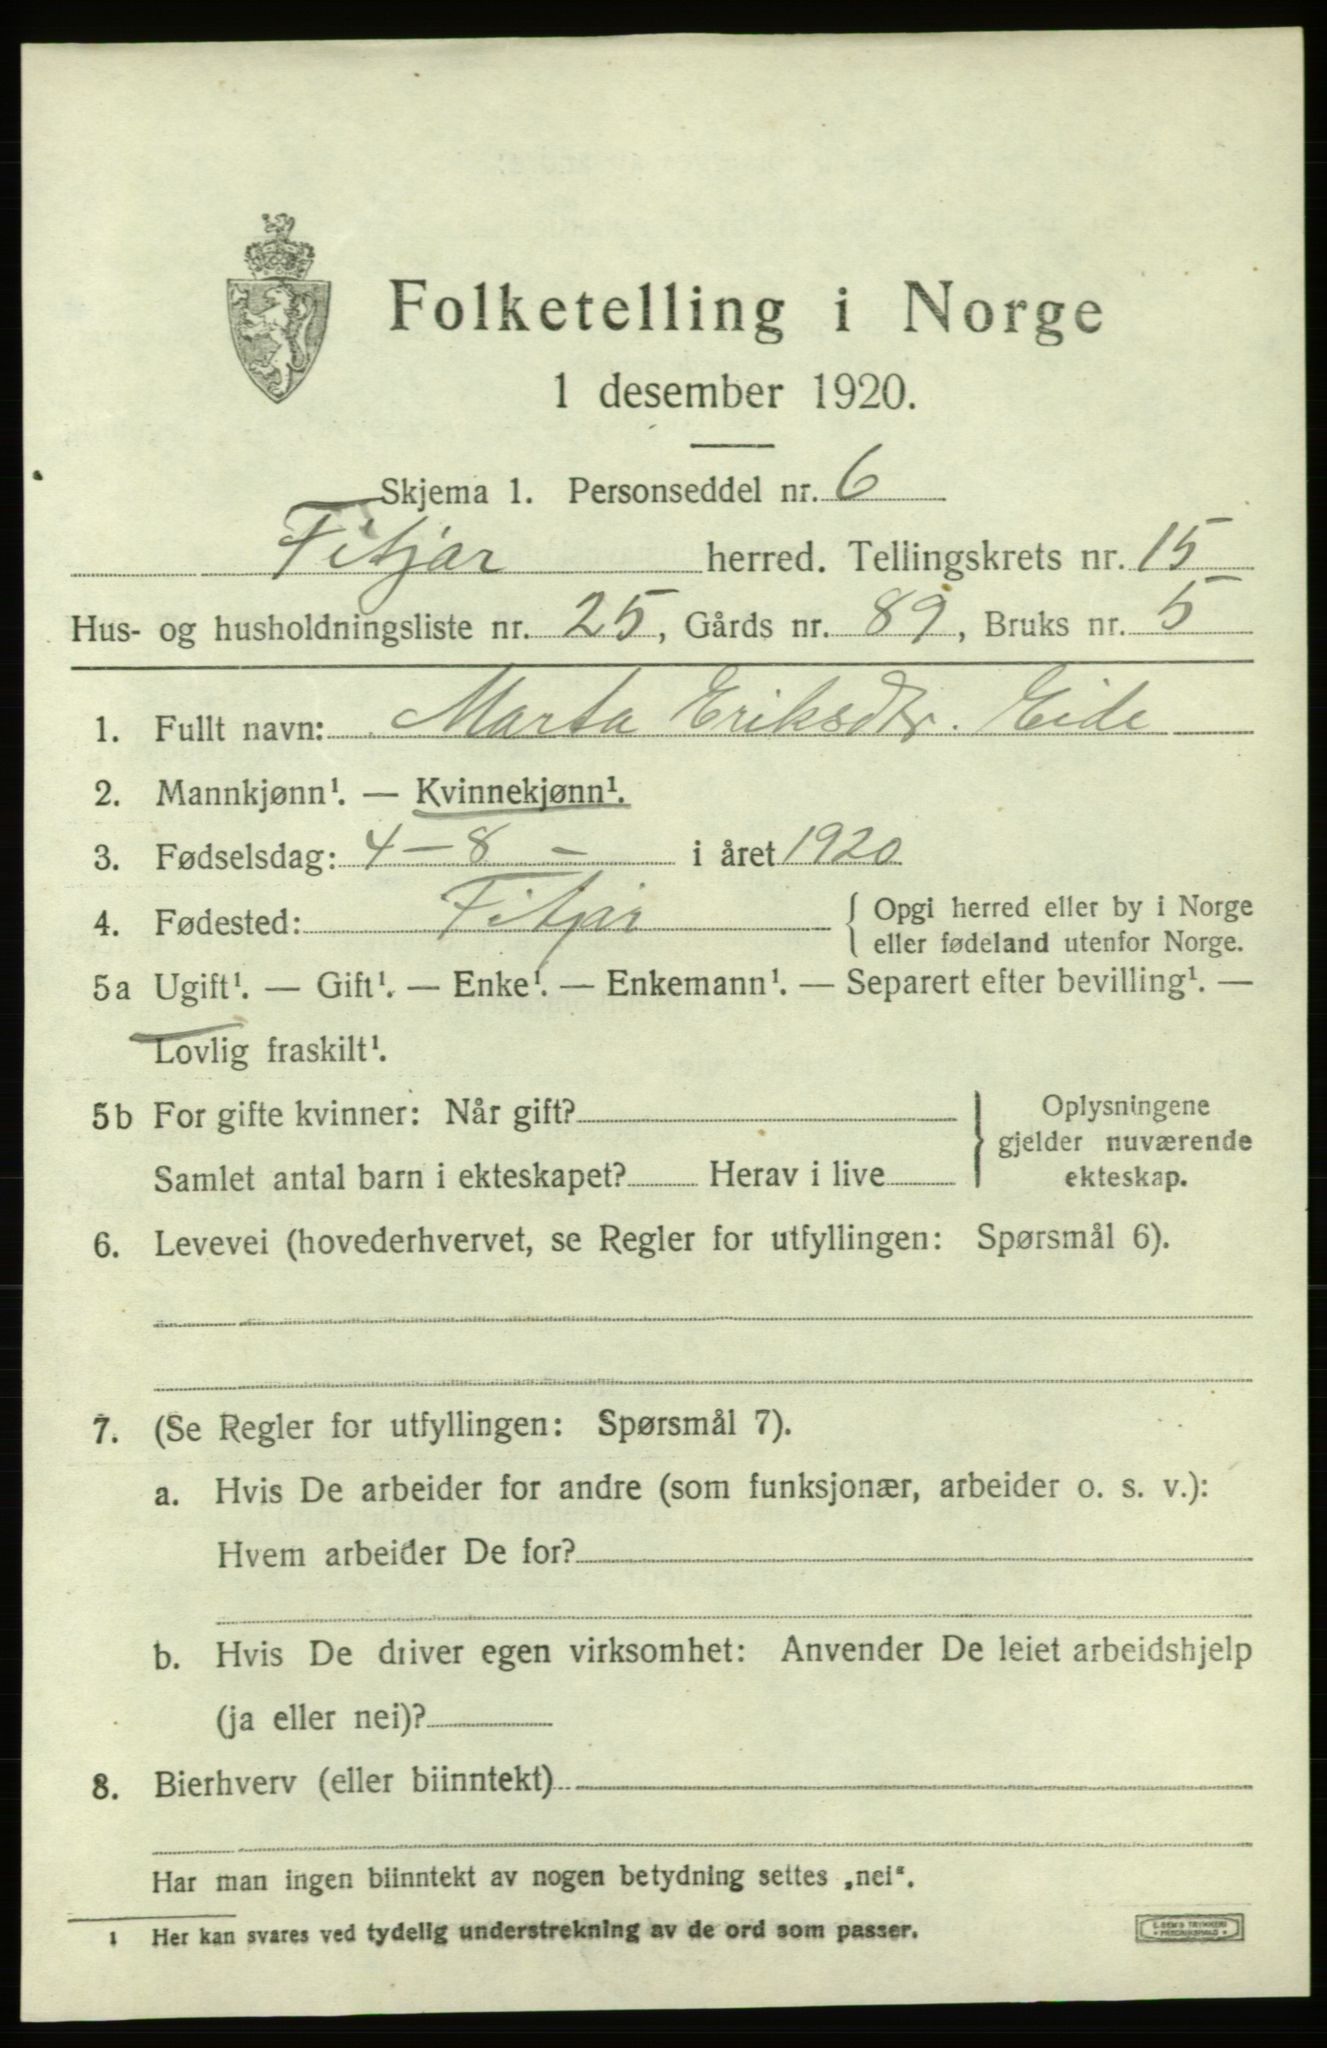 Folketelling i Norge
1 desember 1920.
Skjema 1. Personseddel nr. 6
Fitjar herred. Tellingskrets nr. 15
Hus- og husholdningsliste nr. 25, Gårds nr. 89, Bruks nr. 5
1. Fullt navn: Marta Eriksdtr. Eide
2. Mannkjønn¹. — Kvinnekjønn¹.
3. Fødselsdag: 4 – 8 – i året 1920
4. Fødested: Fitjar { Opgi herred eller by i Norge
eller fødeland utenfor Norge.
5a Ugift¹. — Gift¹. — Enke¹. — Enkemann¹. — Separert efter bevilling¹. —
Lovlig fraskilt¹.
5b For gifte kvinner: Når gift? } Oplysningene
gjelder nuværende
Samlet antal barn i ekteskapet? Herav i live ekteskap.
6. Levevei (hovederhvervet, se Regler for utfyllingen: Spørsmål 6).
7. (Se Regler for utfyllingen: Spørsmål 7).
a. Hvis De arbeider for andre (som funksjonær, arbeider o. s. v.):
Hvem arbeider De for?
b. Hvis De driver egen virksomhet: Anvender De leiet arbeidshjelp
(ja eller nei)?
8. Bierhverv (eller biinntekt)
Har man ingen biinntekt av nogen betydning settes „nei“.
1 Her kan svares ved tydelig understrekning av de ord som passer.